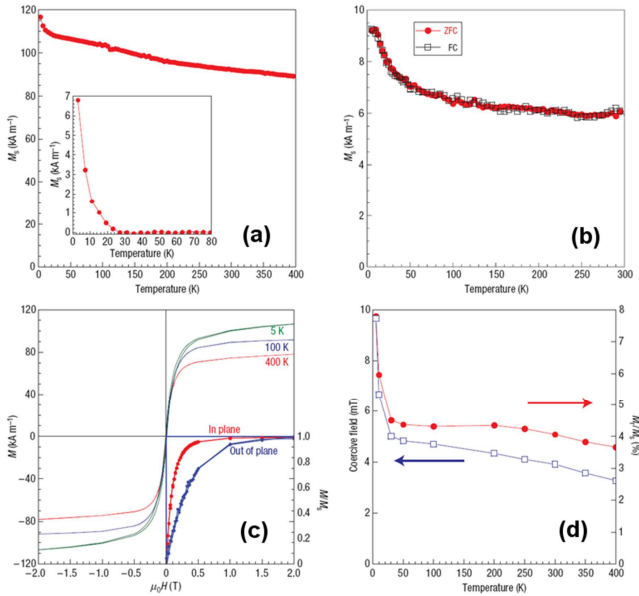 120
100
80
60
40
20
0
M_s (kA m⁻¹)
7
6
5
4
3
2
1
0
M_s (kA m⁻¹)
0 10 20 30 40 50 60 70 80
Temperature (K)
(a)
0 50 100 150 200 250 300 350 400
Temperature (K)
10
8
6
4
2
0
M_s (kA m⁻¹)
ZFC
FC
(b)
0 50 100 150 200 250 300
Temperature (K)
120
80
40
0
−40
−80
−120
M (kA m⁻¹)
5 K
100 K
400 K
In plane
Out of plane
1.0
0.8
0.6
0.4
0.2
0
M/M_s
(c)
−2.0 −1.5 −1.0 −0.5 0 0.5 1.0 1.5 2.0
μ₀H (T)
10
8
6
4
2
0
Coercive field (mT)
8
7
6
5
4
3
2
1
0
M_r/M_s (%)
(d)
0 50 100 150 200 250 300 350 400
Temperature (K)